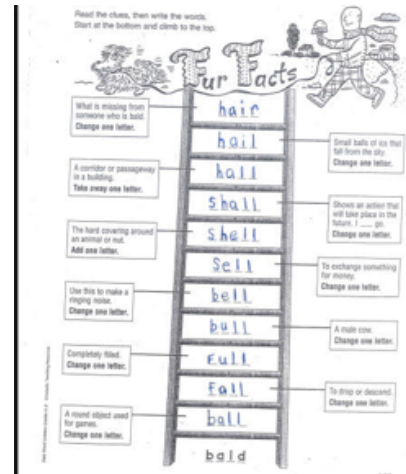 Read the clues, then write the words.
Start at the bottom and climb to the top.
Fur Facts
What is missing from
someone who is bald.
Change one letter.
hair
hail
Small balls of ice that
fall from the sky.
Change one letter.
A corridor or passageway
in a building.
Take away one letter.
hall
shall
Shows an action that
will take place in the
future. I ___ go.
Change one letter.
The hard covering around
an animal or nut.
Add one letter.
shell
Sell
To exchange something
for money.
Change one letter.
Use this to make a
ringing noise.
Change one letter.
bell
bull
A male cow.
Change one letter.
Completely filled.
Change one letter.
Full
Fall
To drop or descend.
Change one letter.
A round object used
for games.
Change one letter.
ball
bald